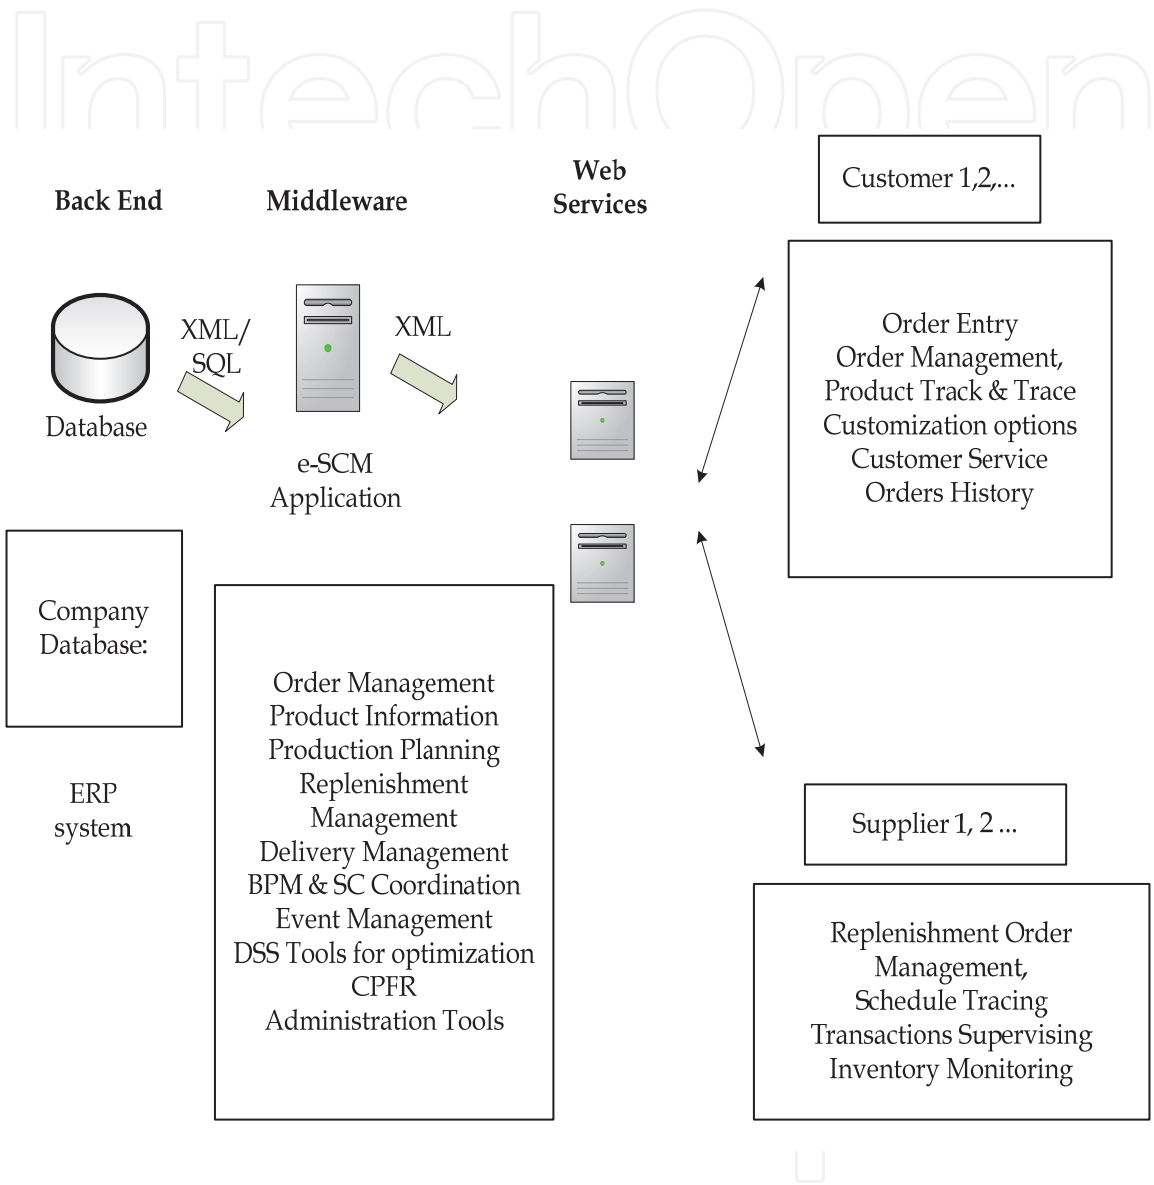 IntechOpen
Back End
Middleware
Web
Services
Customer 1,2,...
XML/
SQL
XML
Database
e-SCM
Application
Order Entry
Order Management,
Product Track & Trace
Customization options
Customer Service
Orders History
Company
Database:
ERP
system
Order Management
Product Information
Production Planning
Replenishment
Management
Delivery Management
BPM & SC Coordination
Event Management
DSS Tools for optimization
CPFR
Administration Tools
Supplier 1, 2 ...
Replenishment Order
Management,
Schedule Tracing
Transactions Supervising
Inventory Monitoring